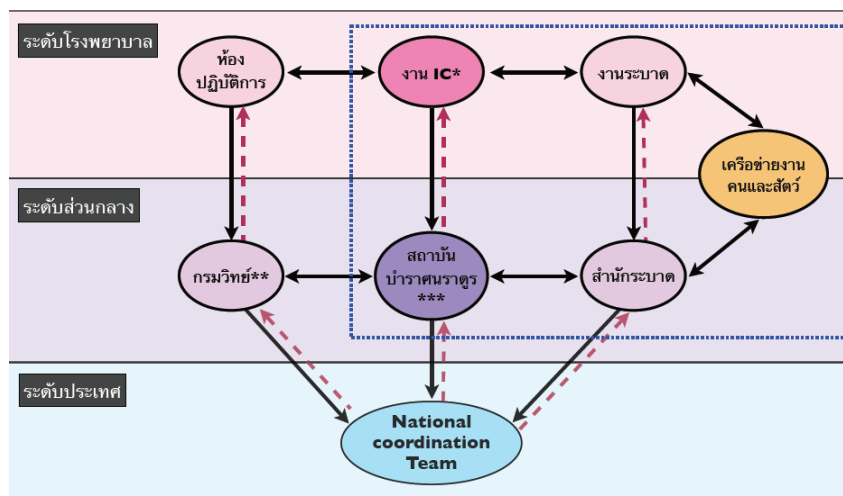 ระดับโรงพยาบาล
ห้อง
ปฏิบัติการ
งาน IC*
งานระบาด
เครือข่ายงาน
คนและสัตว์
ระดับส่วนกลาง
กรมวิทย์**
สถาบัน
บำราศนราดูร
***
สำนักระบาด
ระดับประเทศ
National
coordination
Team